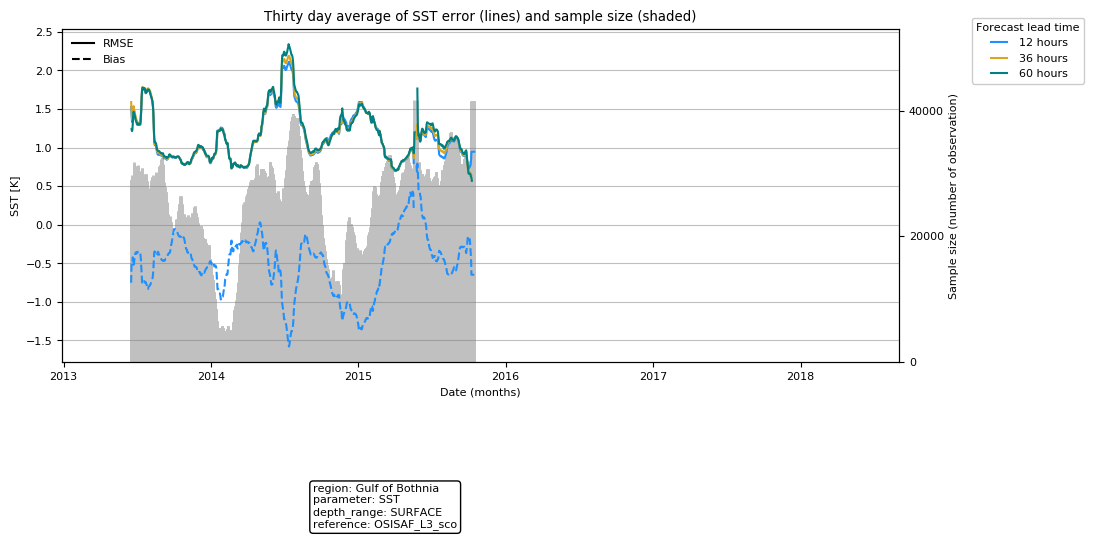 Thirty day average of SST error (lines) and sample size (shaded)
RMSE
Bias
Forecast lead time
12 hours
36 hours
60 hours
2.5
2.0
1.5
1.0
0.5
0.0
−0.5
−1.0
−1.5
SST [K]
40000
20000
0
Sample size (number of observation)
2013
2014
2015
2016
2017
2018
Date (months)
region: Gulf of Bothnia
parameter: SST
depth_range: SURFACE
reference: OSISAF_L3_sco